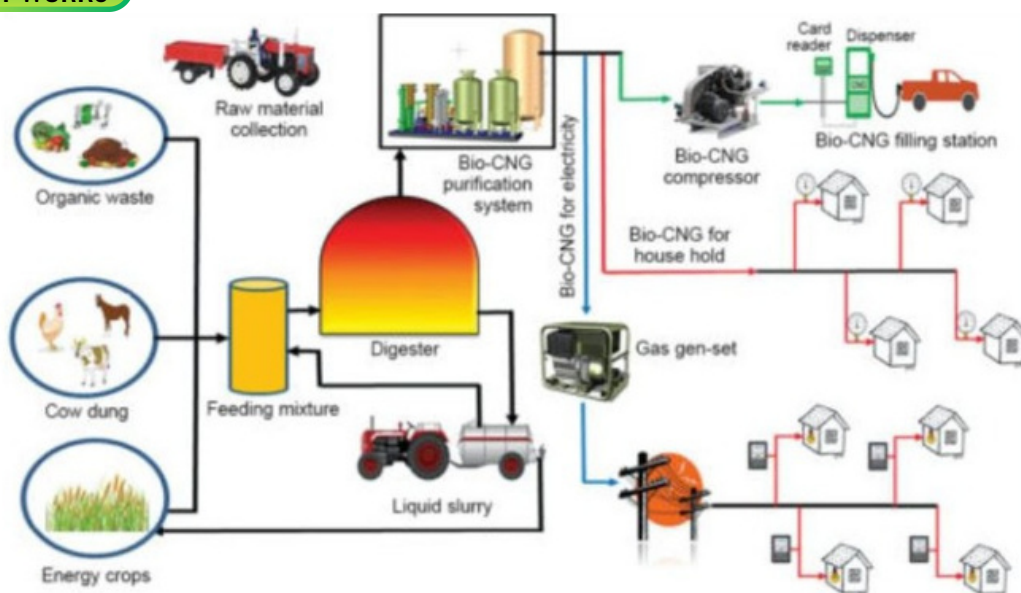 Raw material
collection
Organic waste
Cow dung
Energy crops
Feeding mixture
Digester
Liquid slurry
Bio-CNG
purification
system
Bio-CNG for electricity
Bio-CNG
compressor
Card
reader
Dispenser
CNG
Bio-CNG filling station
Bio-CNG for
house hold
Gas gen-set